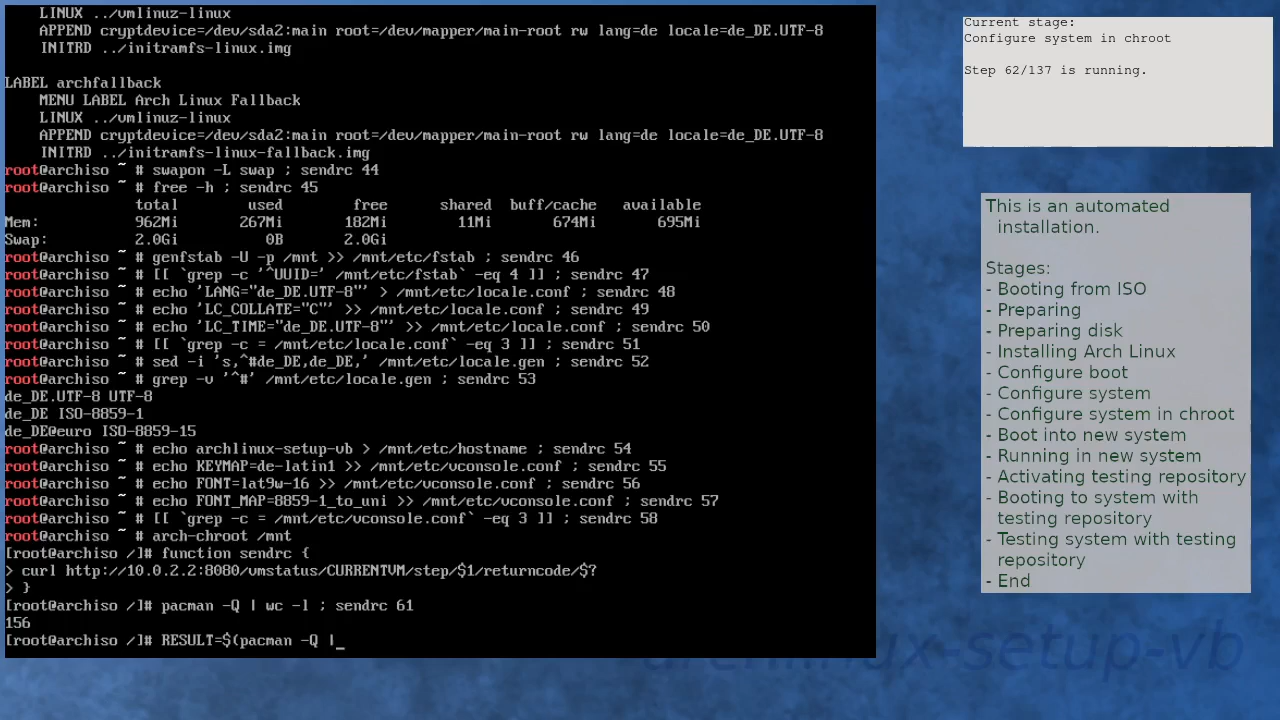 LINUX ../vmlinuz-linux
APPEND cryptdevice=/dev/sda2:main root=/dev/mapper/main-root rw lang=de locale=de_DE.UTF-8
INITRD ../initramfs-linux.img
LABEL archfallback
MENU LABEL Arch Linux Fallback
LINUX ../vmlinuz-linux
APPEND cryptdevice=/dev/sda2:main root=/dev/mapper/main-root rw lang=de locale=de_DE.UTF-8
INITRD ../initramfs-linux-fallback.img
root@archiso ~ # swapon -L swap ; sendrc 44
root@archiso ~ # free -h ; sendrc 45
total used free shared buff/cache available
Mem: 962Mi 267Mi 182Mi 11Mi 674Mi 695Mi
Swap: 2.0Gi 0B 2.0Gi
root@archiso ~ # genfstab -U -p /mnt >> /mnt/etc/fstab ; sendrc 46
root@archiso ~ # [[ `grep -c '^UUID=' /mnt/etc/fstab` -eq 4 ]] ; sendrc 47
root@archiso ~ # echo 'LANG="de_DE.UTF-8"' > /mnt/etc/locale.conf ; sendrc 48
root@archiso ~ # echo 'LC_COLLATE="C"' >> /mnt/etc/locale.conf ; sendrc 49
root@archiso ~ # echo 'LC_TIME="de_DE.UTF-8"' >> /mnt/etc/locale.conf ; sendrc 50
root@archiso ~ # [[ `grep -c = /mnt/etc/locale.conf` -eq 3 ]] ; sendrc 51
root@archiso ~ # sed -i 's,^#de_DE,de_DE,' /mnt/etc/locale.gen ; sendrc 52
root@archiso ~ # grep -v '^#' /mnt/etc/locale.gen ; sendrc 53
de_DE.UTF-8 UTF-8
de_DE ISO-8859-1
de_DE@euro ISO-8859-15
root@archiso ~ # echo archlinux-setup-vb > /mnt/etc/hostname ; sendrc 54
root@archiso ~ # echo KEYMAP=de-latin1 >> /mnt/etc/vconsole.conf ; sendrc 55
root@archiso ~ # echo FONT=lat9w-16 >> /mnt/etc/vconsole.conf ; sendrc 56
root@archiso ~ # echo FONT_MAP=8859-1_to_uni >> /mnt/etc/vconsole.conf ; sendrc 57
root@archiso ~ # [[ `grep -c = /mnt/etc/vconsole.conf` -eq 3 ]] ; sendrc 58
root@archiso ~ # arch-chroot /mnt
[root@archiso /]# function sendrc {
> curl http://10.0.2.2:8080/vmstatus/CURRENTVM/step/$1/returncode/$?
> }
[root@archiso /]# pacman -Q | wc -l ; sendrc 61
156
[root@archiso /]# RESULT=$(pacman -Q |_
Current stage:
Configure system in chroot
Step 62/137 is running.
This is an automated
installation.
Stages:
- Booting from ISO
- Preparing
- Preparing disk
- Installing Arch Linux
- Configure boot
- Configure system
- Configure system in chroot
- Boot into new system
- Running in new system
- Activating testing repository
- Booting to system with
testing repository
- Testing system with testing
repository
- End
-setup-vb